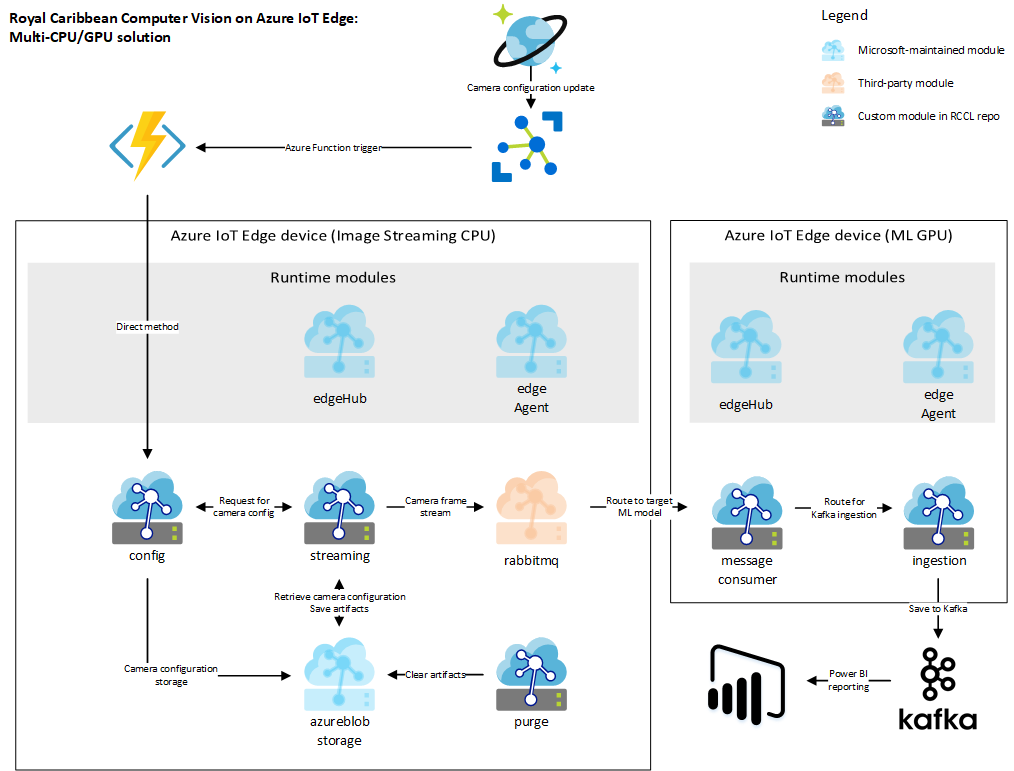 Royal Caribbean Computer Vision on Azure IoT Edge:
Multi-CPU/GPU solution
Legend
Microsoft-maintained module
Third-party module
Custom module in RCCL repo
Camera configuration update
Azure Function trigger
Azure IoT Edge device (Image Streaming CPU)
Runtime modules
Direct method
edgeHub
edge
Agent
Request for
camera config
Camera frame
stream
config
streaming
rabbitmq
Retrieve camera configuration
Save artifacts
Camera configuration
storage
Clear artifacts
azureblob
storage
purge
Route to target
ML model
Azure IoT Edge device (ML GPU)
Runtime modules
edgeHub
edge
Agent
Route for
Kafka ingestion
message
consumer
ingestion
Save to Kafka
Power BI
reporting
kafka